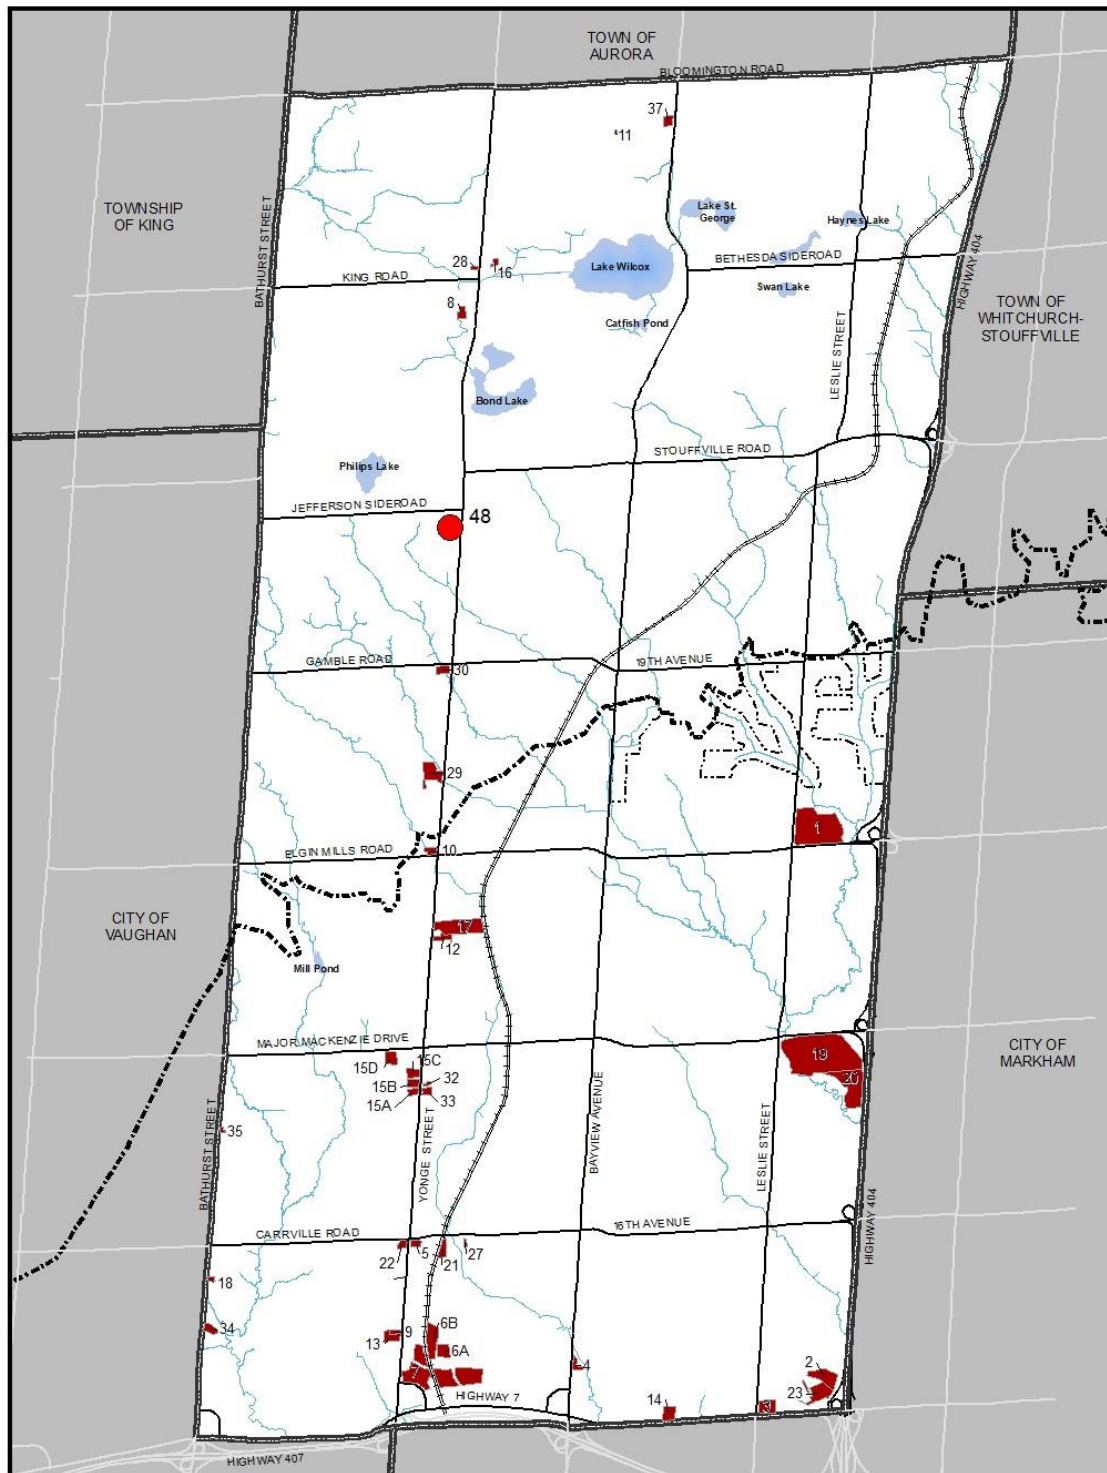 TOWN OF
AURORA
BLOOMINGTON ROAD
37
11
TOWNSHIP
OF KING
BATHURST STREET
Lake St.
George
Haynes Lake
28
16
KING ROAD
Lake Wilcox
BETHESDA SIDEROAD
HIGHWAY 404
8
Swan Lake
TOWN OF
WHITCHURCH-
STOUFFVILLE
Catfish Pond
LESLIE STREET
Bond Lake
STOUFFVILLE ROAD
Philips Lake
JEFFERSON SIDEROAD
48
GAMBLE ROAD
30
19TH AVENUE
29
1
ELGIN MILLS ROAD
10
CITY OF
VAUGHAN
17
12
Mill Pond
MAJOR MACKENZIE DRIVE
CITY OF
MARKHAM
15D
15C
19
20
15B
32
15A
33
BATHURST STREET
35
YONGE STREET
BAYVIEW AVENUE
LESLIE STREET
HIGHWAY 404
CARRVILLE ROAD
16TH AVENUE
22
5
21
27
18
34
13
9
6B
6A
7
4
2
23
14
3
HIGHWAY 7
HIGHWAY 407